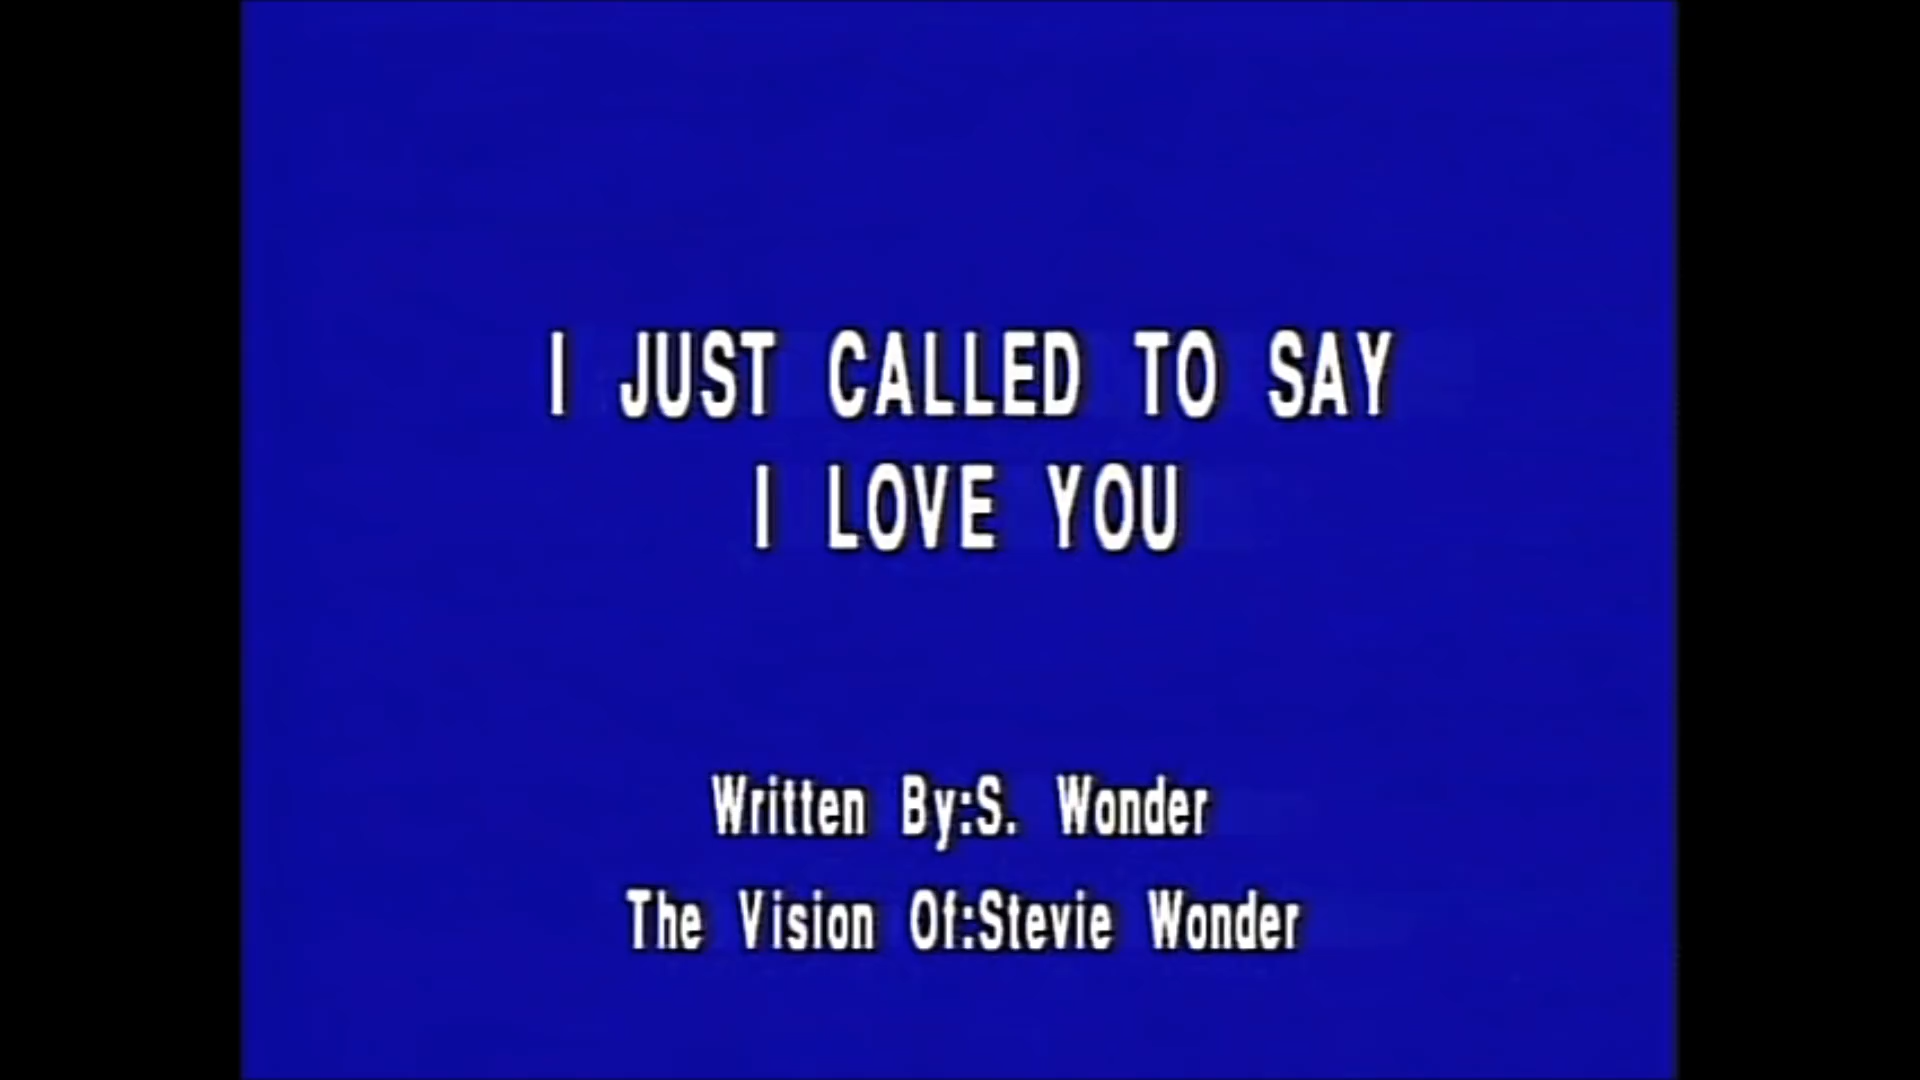 I JUST CALLED TO SAY
I LOVE YOU
Written By:S. Wonder
The Vision Of:Stevie Wonder